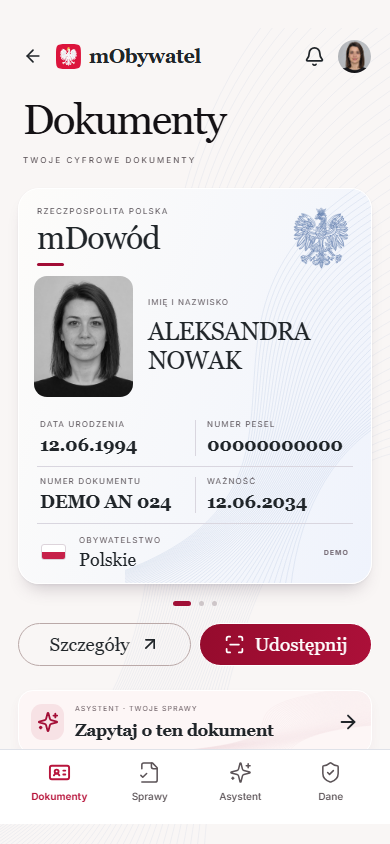 mObywatel
Dokumenty
TWOJE CYFROWE DOKUMENTY
RZECZPOSPOLITA POLSKA
mDowód
IMIĘ I NAZWISKO
ALEKSANDRA
NOWAK
DATA URODZENIA
12.06.1994
NUMER PESEL
00000000000
NUMER DOKUMENTU
DEMO AN 024
WAŻNOŚĆ
12.06.2034
OBYWATELSTWO
Polskie
DEMO
Szczegóły
Udostępnij
ASYSTENT · TWOJE SPRAWY
Zapytaj o ten dokument
Dokumenty
Sprawy
Asystent
Dane